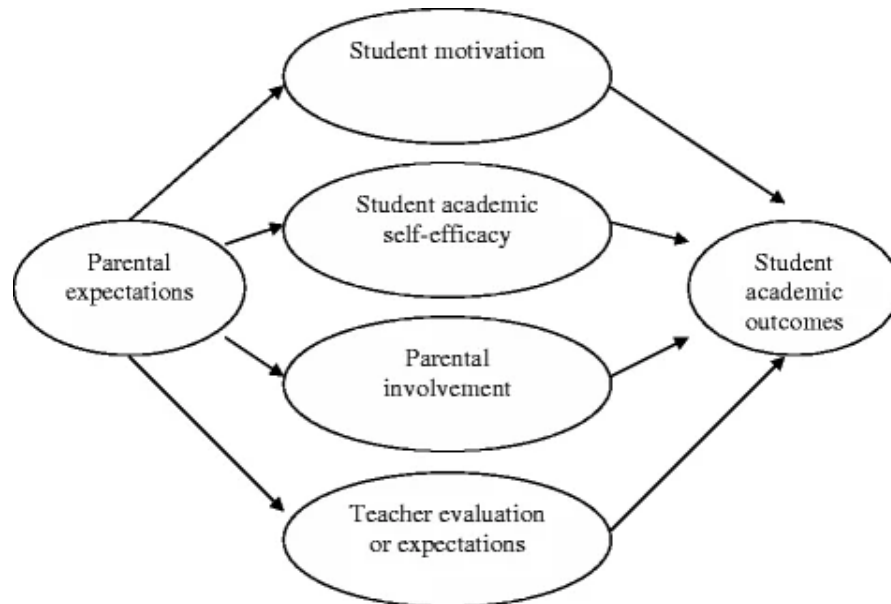 Student motivation
Student academic
self-efficacy
Parental
expectations
Student
academic
outcomes
Parental
involvement
Teacher evaluation
or expectations